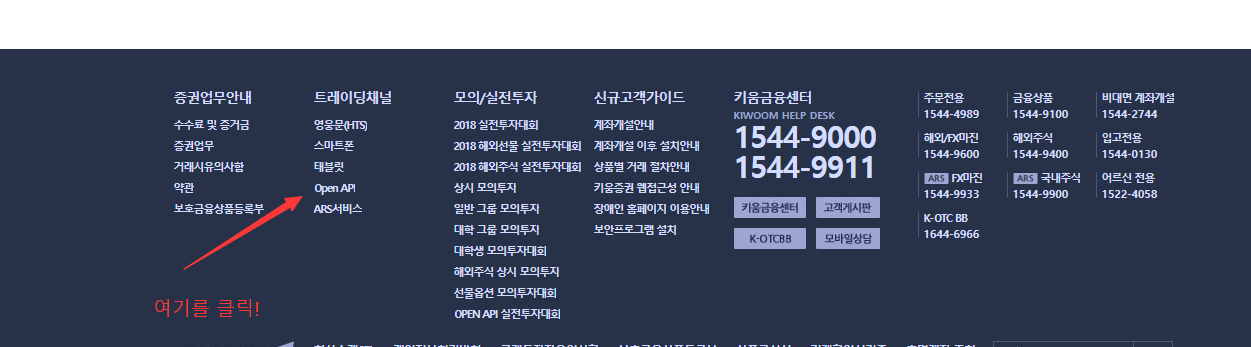 증권업무안내
수수료 및 증거금
증권업무
거래시유의사항
약관
보호금융상품등록부
트레이딩채널
영웅문(HTS)
스마트폰
태블릿
Open API
ARS서비스
모의/실전투자
2018 실전투자대회
2018 해외선물 실전투자대회
2018 해외주식 실전투자대회
상시 모의투자
일반 그룹 모의투자
대학 그룹 모의투자
대학생 모의투자대회
해외주식 상시 모의투자
선물옵션 모의투자대회
OPEN API 실전투자대회
신규고객가이드
계좌개설안내
계좌개설 이후 설치안내
상품별 거래 절차안내
키움증권 웹접근성 안내
장애인 홈페이지 이용안내
보안프로그램 설치
키움금융센터
KIWOOM HELP DESK
1544-9000
1544-9911
키움금융센터
고객게시판
K-OTCBB
모바일상담
주문전용
1544-4989
금융상품
1544-9100
비대면 계좌개설
1544-2744
해외/FX마진
1544-9600
해외주식
1544-9400
입고전용
1544-0130
ARS FX마진
1544-9933
ARS 국내주식
1544-9900
어르신 전용
1522-4058
K-OTC BB
1644-6966
여기를 클릭!